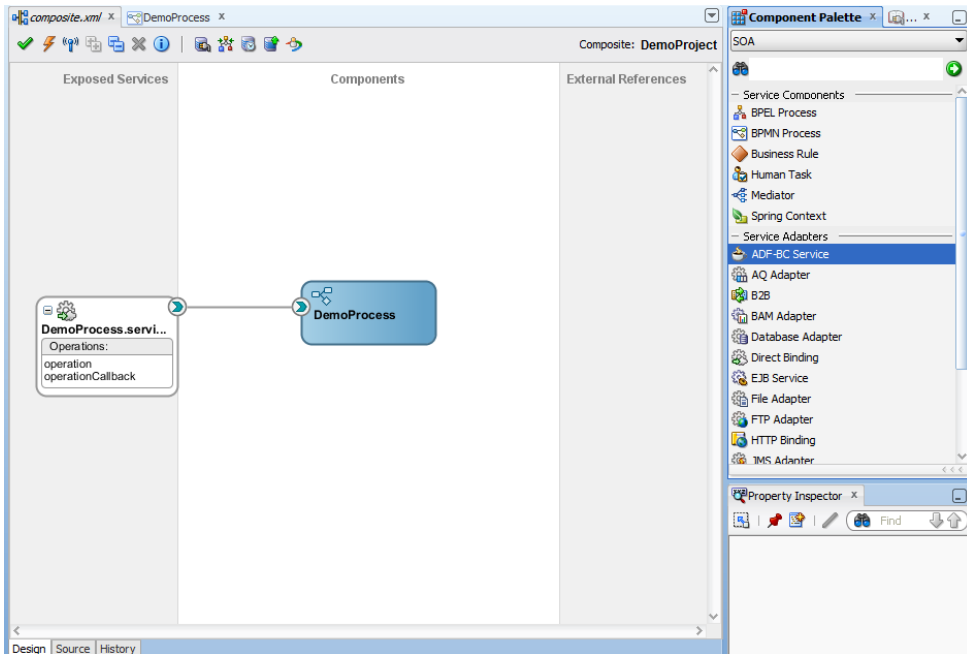 composite.xml x
DemoProcess x
Composite: DemoProject
Exposed Services
Components
External References
DemoProcess.servi...
Operations:
operation
operationCallback
DemoProcess
Design Source History
Component Palette x
... x
SOA
Service Components
BPEL Process
BPMN Process
Business Rule
Human Task
Mediator
Spring Context
Service Adapters
ADF-BC Service
AQ Adapter
B2B
BAM Adapter
Database Adapter
Direct Binding
EJB Service
File Adapter
FTP Adapter
HTTP Binding
JMS Adapter
Property Inspector x
Find